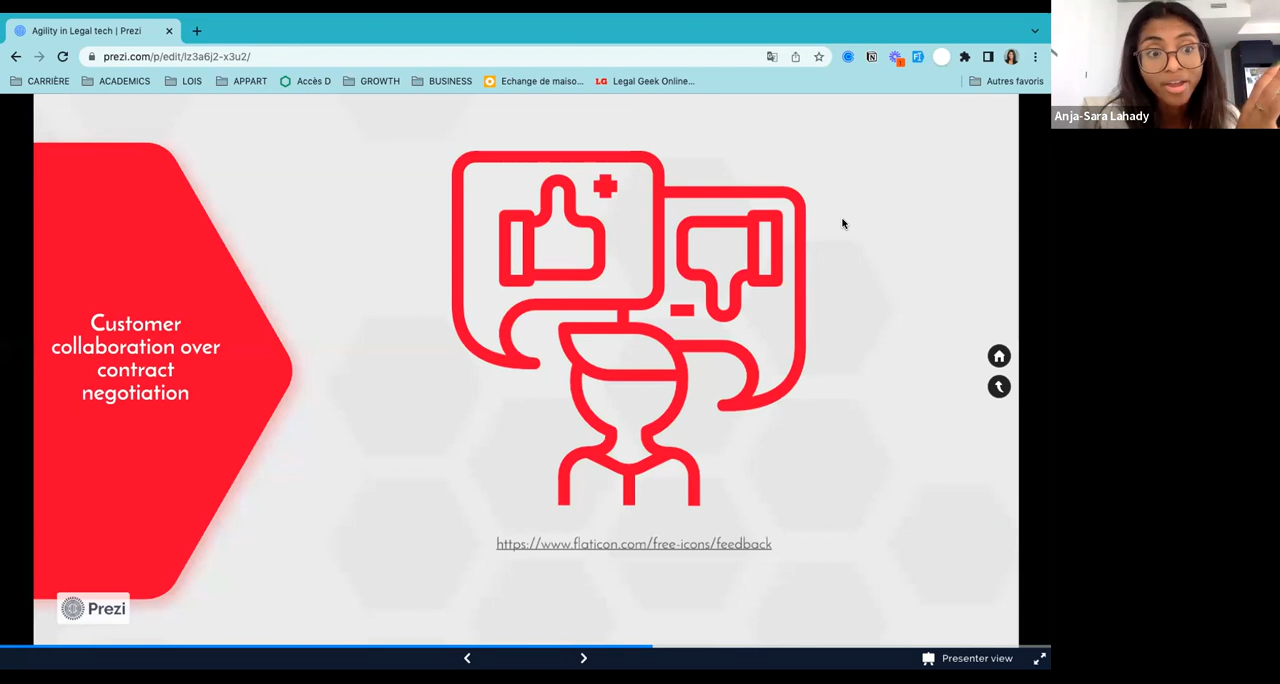 Agility in Legal tech | Prezi
prezi.com/p/edit/lz3a6j2-x3u2/
CARRIÈRE
ACADEMICS
LOIS
APPART
Accès D
GROWTH
BUSINESS
Echange de maiso...
LG Legal Geek Online...
Autres favoris
Anja-Sara Lahady
Customer
collaboration over
contract
negotiation
https://www.flaticon.com/free-icons/feedback
Prezi
Presenter view